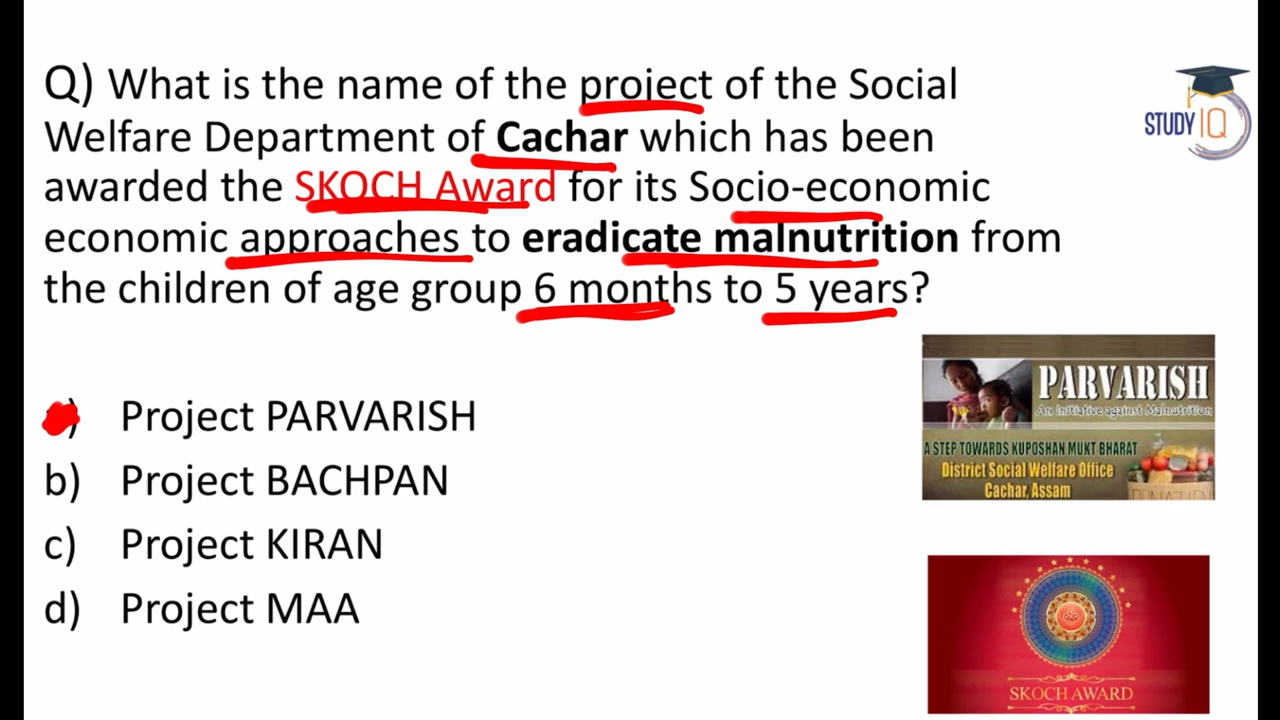 Q) What is the name of the project of the Social
Welfare Department of Cachar which has been
awarded the SKOCH Award for its Socio-economic
economic approaches to eradicate malnutrition from
the children of age group 6 months to 5 years?
STUDY IQ
) Project PARVARISH
b) Project BACHPAN
c) Project KIRAN
d) Project MAA
PARVARISH
An Initiative against Malnutrition
A STEP TOWARDS KUPOSHAN MUKT BHARAT
District Social Welfare Office
Cachar, Assam
SKOCH AWARD